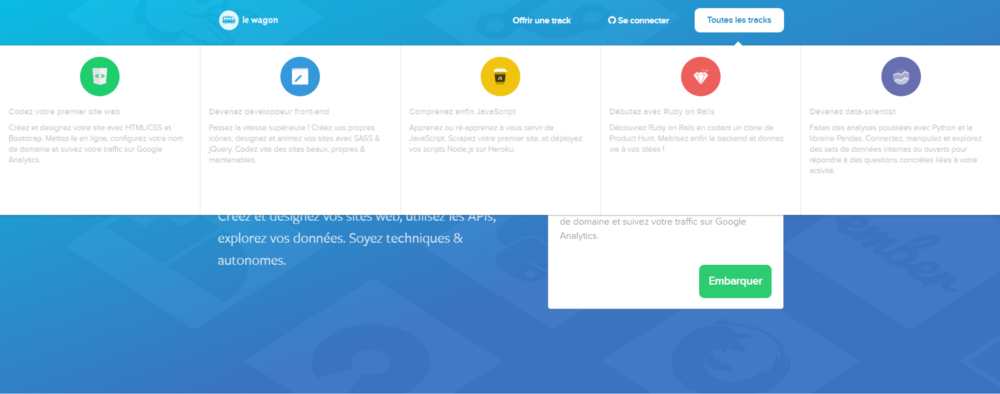 le wagon
Offrir une track
Se connecter
Toutes les tracks
Codez votre premier site web
Créez et designez votre site avec HTML/CSS et
Bootstrap. Mettez-le en ligne, configurez votre nom
de domaine et suivez votre traffic sur Google
Analytics.
Devenez développeur front-end
Passez la vitesse supérieure ! Créez vos propres
icônes, designez et animez vos sites avec SASS &
jQuery. Codez vite des sites beaux, propres &
maintenables.
Comprenez enfin JavaScript
Apprenez ou ré-apprenez à vous servir de
JavaScript. Scrapez votre premier site, et déployez
vos scripts Node.js sur Heroku.
Débutez avec Ruby on Rails
Découvrez Ruby on Rails en codant un clone de
Product Hunt. Maîtrisez enfin le backend et donnez
vie à vos idées !
Devenez data-scientist
Faites des analyses poussées avec Python et la
librairie Pandas. Connectez, manipulez et explorez
des sets de données internes ou ouverts pour
répondre à des questions concrètes liées à votre
activité.
Créez et designez vos sites web, utilisez les APIs,
explorez vos données. Soyez techniques &
autonomes.
de domaine et suivez votre traffic sur Google
Analytics.
Embarquer
ember